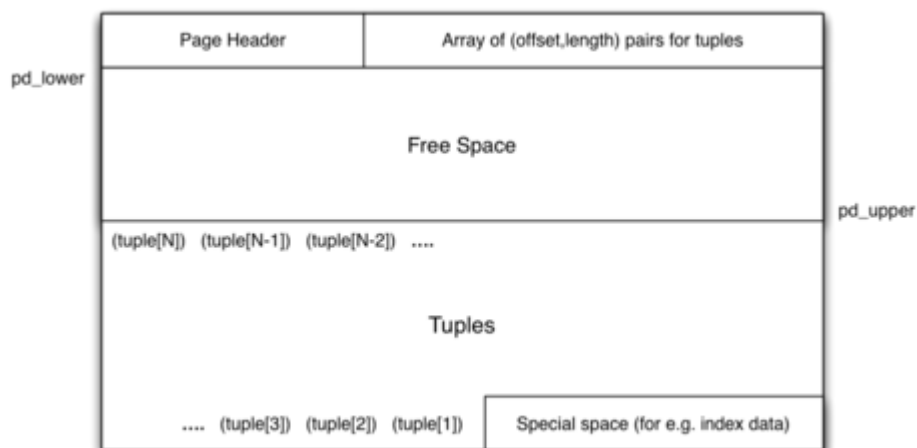 Page Header
Array of (offset,length) pairs for tuples
pd_lower
Free Space
pd_upper
(tuple[N]) (tuple[N-1]) (tuple[N-2]) ....
Tuples
.... (tuple[3]) (tuple[2]) (tuple[1])
Special space (for e.g. index data)